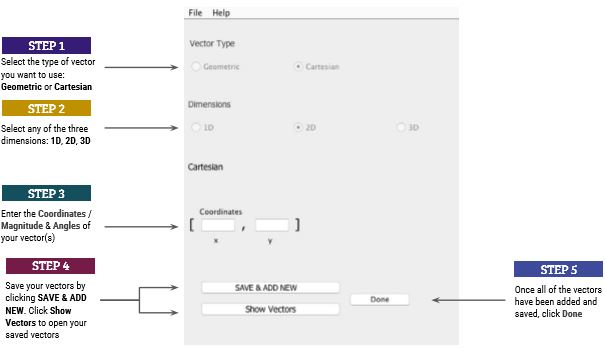 File Help
STEP 1
Select the type of vector
you want to use:
Geometric or Cartesian
Vector Type
Geometric Cartesian
STEP 2
Select any of the three
dimensions: 1D, 2D, 3D
Dimensions
1D 2D 3D
Cartesian
STEP 3
Enter the Coordinates /
Magnitude & Angles of
your vector(s)
Coordinates
[ , ]
x y
STEP 4
Save your vectors by
clicking SAVE & ADD
NEW. Click Show
Vectors to open your
saved vectors
SAVE & ADD NEW
Show Vectors
Done
STEP 5
Once all of the vectors
have been added and
saved, click Done